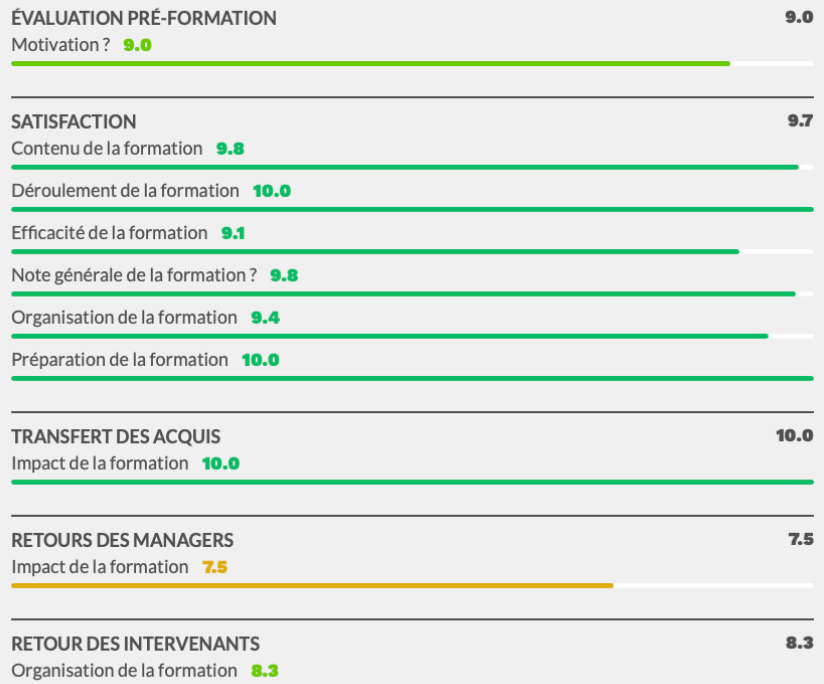 ÉVALUATION PRÉ-FORMATION 9.0
Motivation ? 9.0
SATISFACTION 9.7
Contenu de la formation 9.8
Déroulement de la formation 10.0
Efficacité de la formation 9.1
Note générale de la formation ? 9.8
Organisation de la formation 9.4
Préparation de la formation 10.0
TRANSFERT DES ACQUIS 10.0
Impact de la formation 10.0
RETOURS DES MANAGERS 7.5
Impact de la formation 7.5
RETOUR DES INTERVENANTS 8.3
Organisation de la formation 8.3